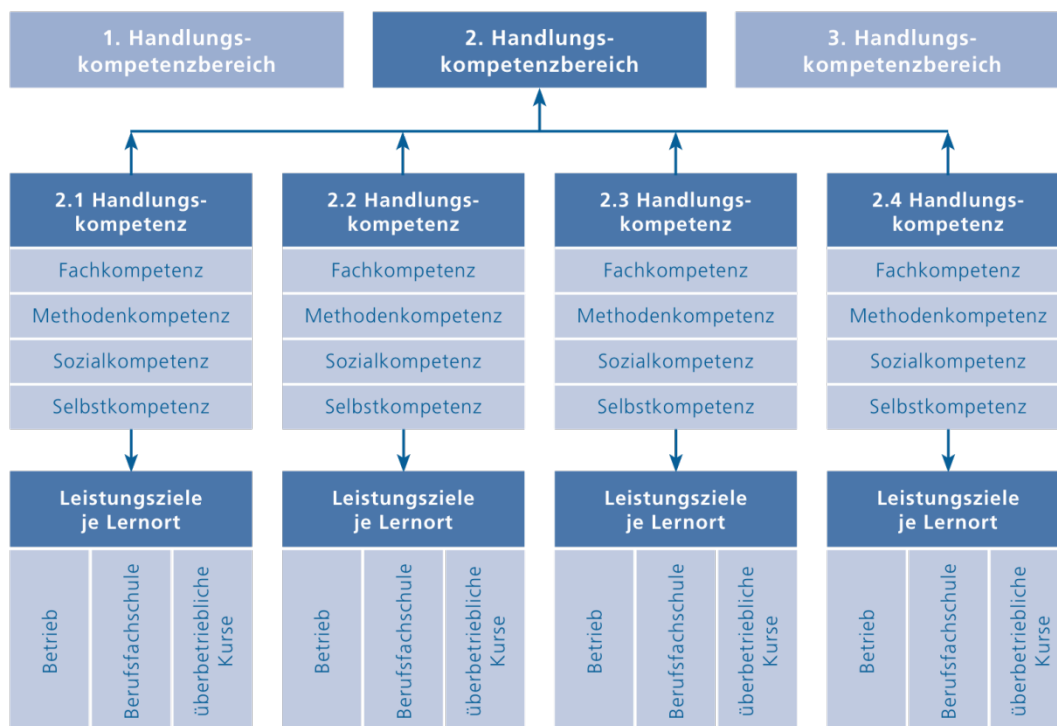 1. Handlungs-
kompetenzbereich
2. Handlungs-
kompetenzbereich
3. Handlungs-
kompetenzbereich
2.1 Handlungs-
kompetenz
Fachkompetenz
Methodenkompetenz
Sozialkompetenz
Selbstkompetenz
Leistungsziele
je Lernort
Betrieb
Berufsfachschule
überbetriebliche
Kurse
2.2 Handlungs-
kompetenz
Fachkompetenz
Methodenkompetenz
Sozialkompetenz
Selbstkompetenz
Leistungsziele
je Lernort
Betrieb
Berufsfachschule
überbetriebliche
Kurse
2.3 Handlungs-
kompetenz
Fachkompetenz
Methodenkompetenz
Sozialkompetenz
Selbstkompetenz
Leistungsziele
je Lernort
Betrieb
Berufsfachschule
überbetriebliche
Kurse
2.4 Handlungs-
kompetenz
Fachkompetenz
Methodenkompetenz
Sozialkompetenz
Selbstkompetenz
Leistungsziele
je Lernort
Betrieb
Berufsfachschule
überbetriebliche
Kurse